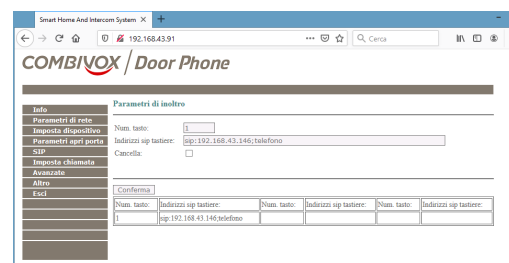 Smart Home And Intercom System
192.168.43.91
Cerca
COMBIVOX / Door Phone
Info
Parametri di rete
Imposta dispositivo
Parametri apri porta
SIP
Imposta chiamata
Avanzate
Altro
Esci
Parametri di inoltro
Num. tasto: 1
Indirizzi sip tastiere: sip:192.168.43.146;telefono
Cancella:
Conferma
Num. tasto: Indirizzi sip tastiere: Num. tasto: Indirizzi sip tastiere: Num. tasto: Indirizzi sip tastiere:
1 sip:192.168.43.146;telefono